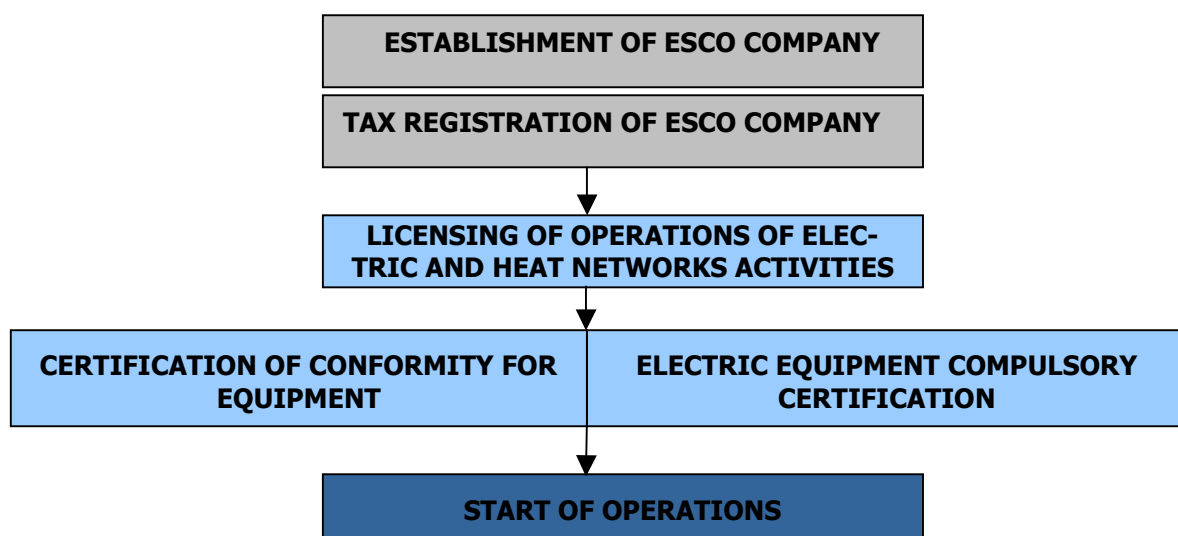 ESTABLISHMENT OF ESCO COMPANY
TAX REGISTRATION OF ESCO COMPANY
LICENSING OF OPERATIONS OF ELEC-
TRIC AND HEAT NETWORKS ACTIVITIES
CERTIFICATION OF CONFORMITY FOR
EQUIPMENT
ELECTRIC EQUIPMENT COMPULSORY
CERTIFICATION
START OF OPERATIONS